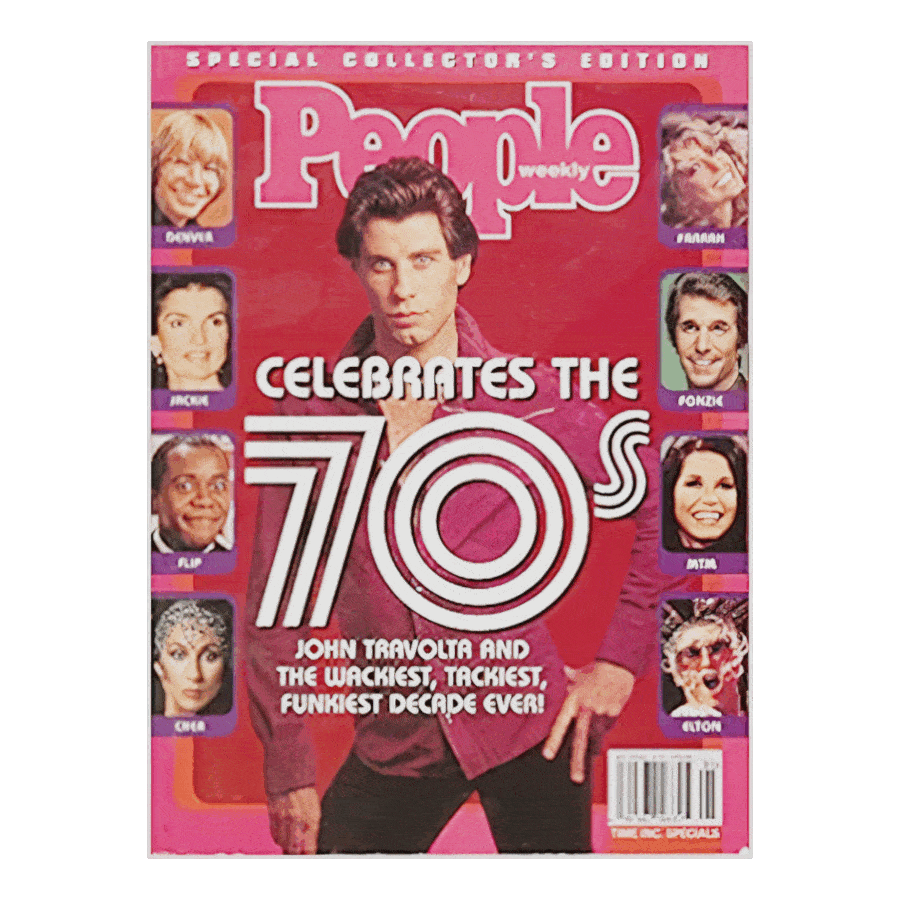 SPECIAL COLLECTOR'S EDITION
People
weekly
DENVER
FARRAH
JACKIE
FONZIE
FLIP
MTM
CHER
ELTON
CELEBRATES THE
70s
JOHN TRAVOLTA AND
THE WACKIEST, TACKIEST,
FUNKIEST DECADE EVER!
TIME INC. SPECIALS